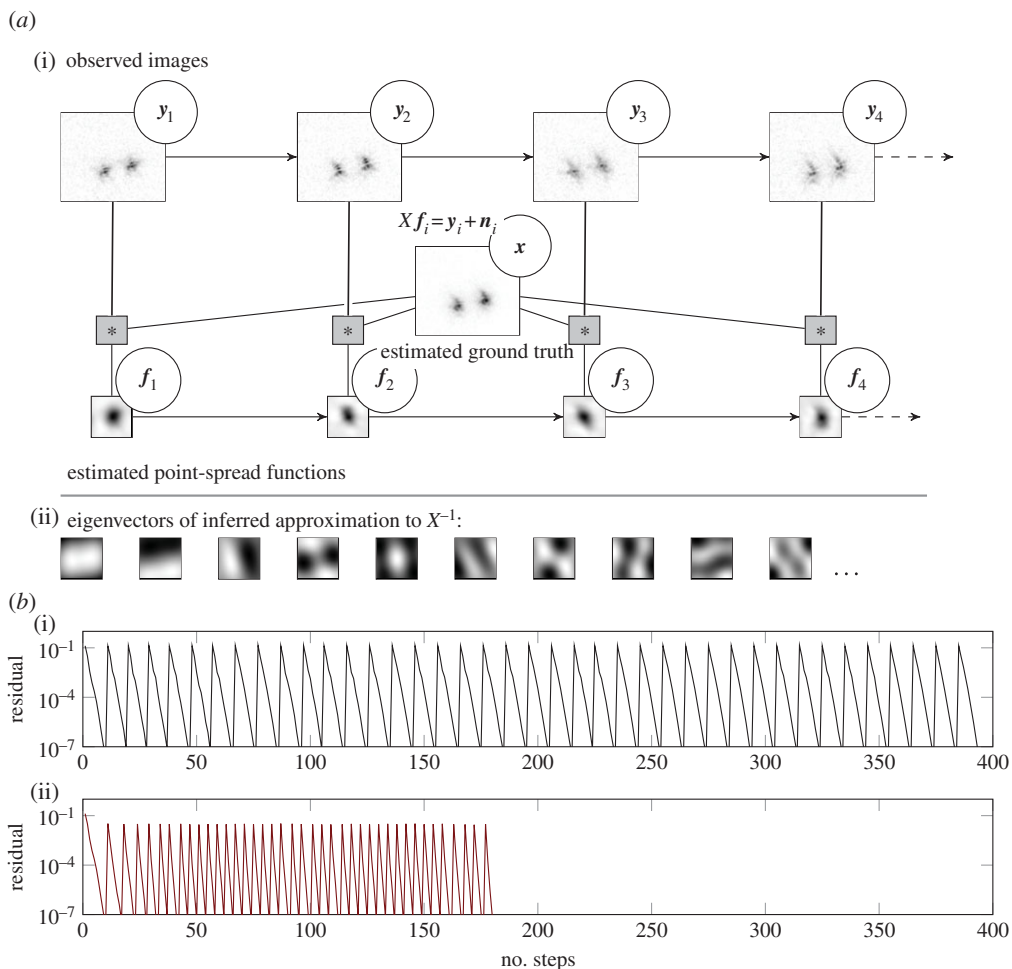 (a)
(i) observed images
y1 y2 y3 y4
Xfi = yi + ni
x
* * * *
estimated ground truth
f1 f2 f3 f4
estimated point-spread functions
(ii) eigenvectors of inferred approximation to X−1:
...
(b)
(i)
10−1
10−4
10−7
residual
0 50 100 150 200 250 300 350 400
(ii)
10−1
10−4
10−7
residual
0 50 100 150 200 250 300 350 400
no. steps